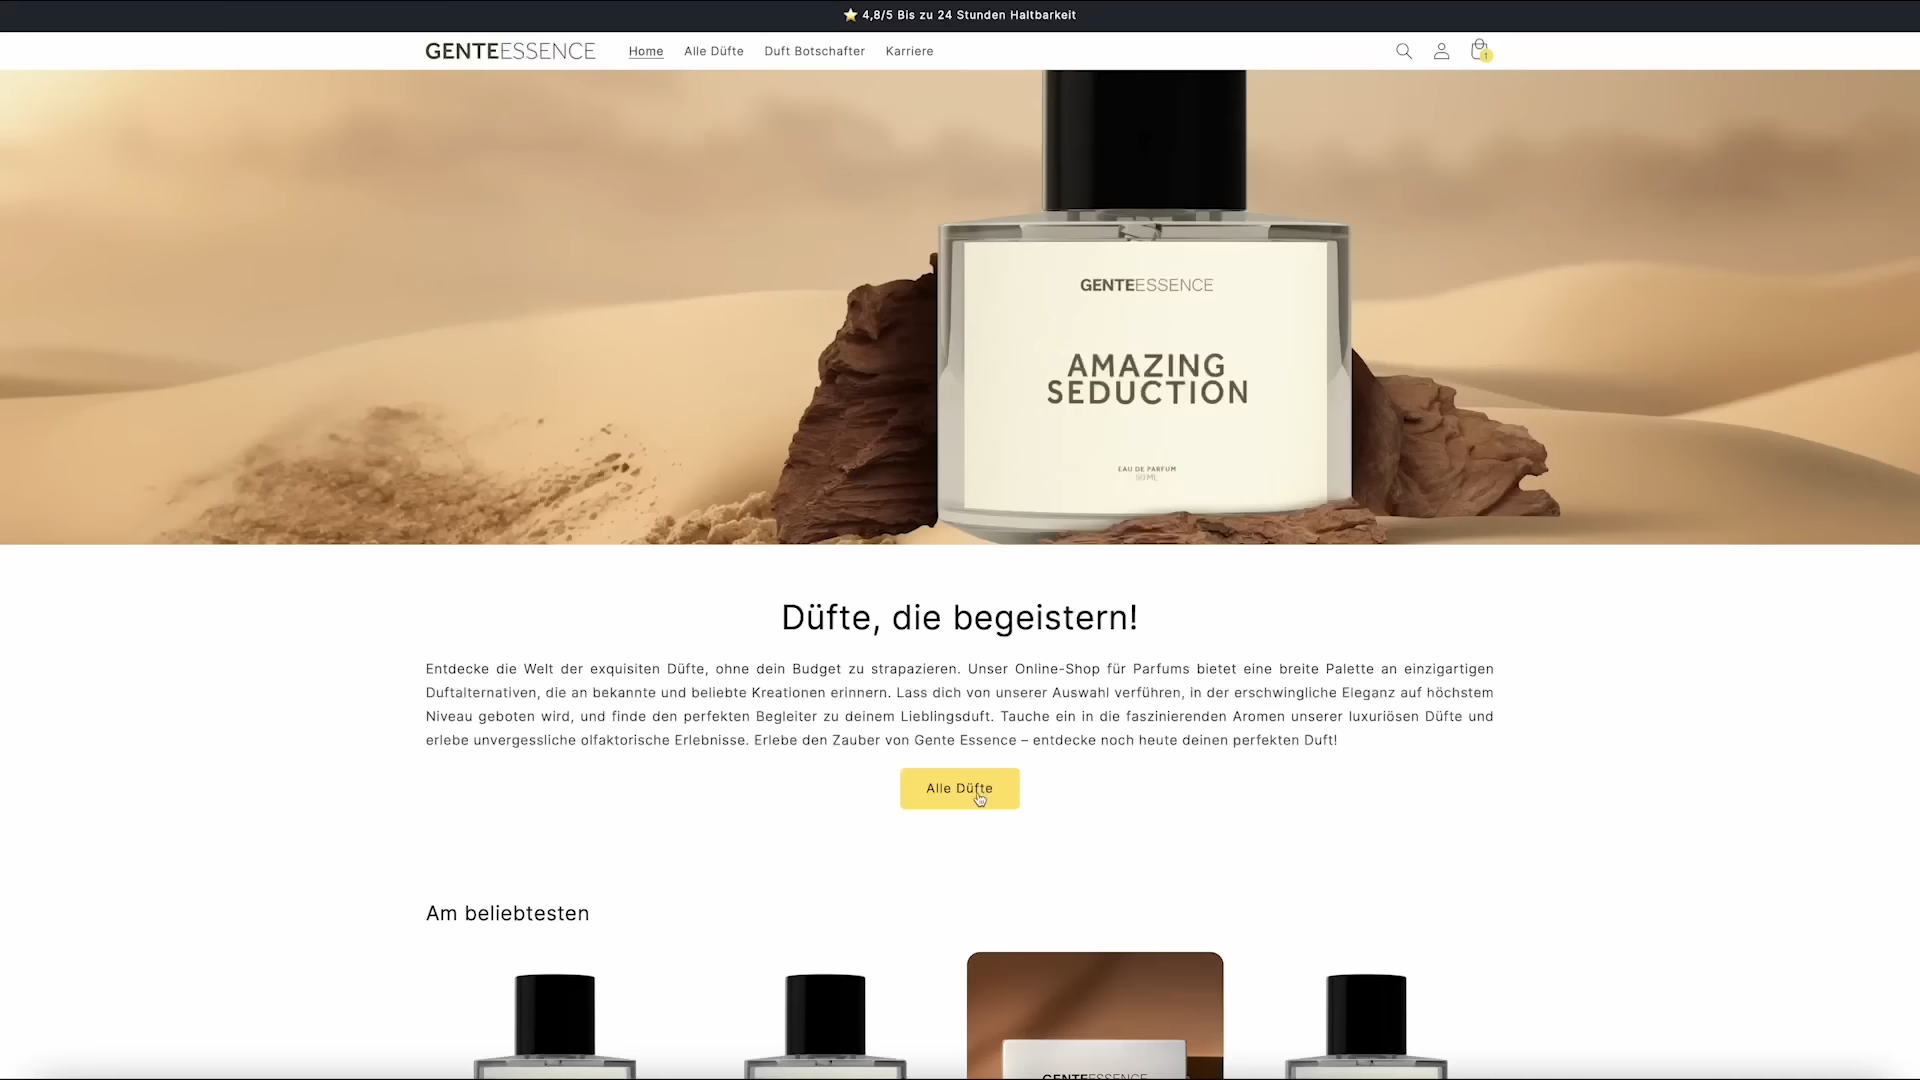 ⭐ 4,8/5 Bis zu 24 Stunden Haltbarkeit
GENTEESSENCE
Home
Alle Düfte
Duft Botschafter
Karriere
1
GENTEESSENCE
AMAZING
SEDUCTION
EAU DE PARFUM
50 ML
Düfte, die begeistern!
Entdecke die Welt der exquisiten Düfte, ohne dein Budget zu strapazieren. Unser Online-Shop für Parfums bietet eine breite Palette an einzigartigen
Duftalternativen, die an bekannte und beliebte Kreationen erinnern. Lass dich von unserer Auswahl verführen, in der erschwingliche Eleganz auf höchstem
Niveau geboten wird, und finde den perfekten Begleiter zu deinem Lieblingsduft. Tauche ein in die faszinierenden Aromen unserer luxuriösen Düfte und
erlebe unvergessliche olfaktorische Erlebnisse. Erlebe den Zauber von Gente Essence – entdecke noch heute deinen perfekten Duft!
Alle Düfte
Am beliebtesten
GENTEESSENCE